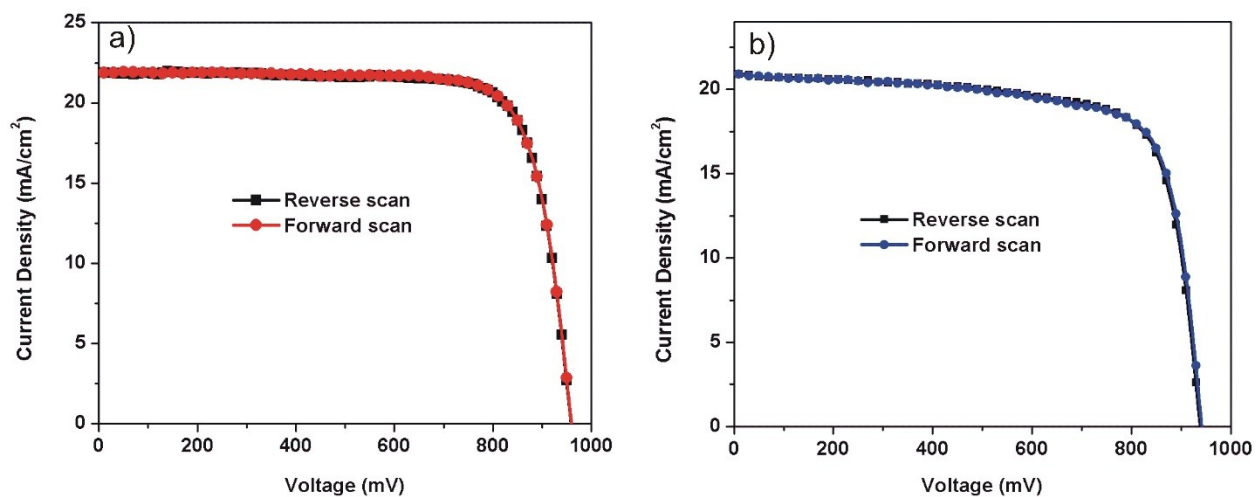 a)
25
20
15
10
5
0
Current Density (mA/cm²)
Reverse scan
Forward scan
0 200 400 600 800 1000
Voltage (mV)
b)
20
15
10
5
0
Current Density (mA/cm²)
Reverse scan
Forward scan
0 200 400 600 800 1000
Voltage (mV)